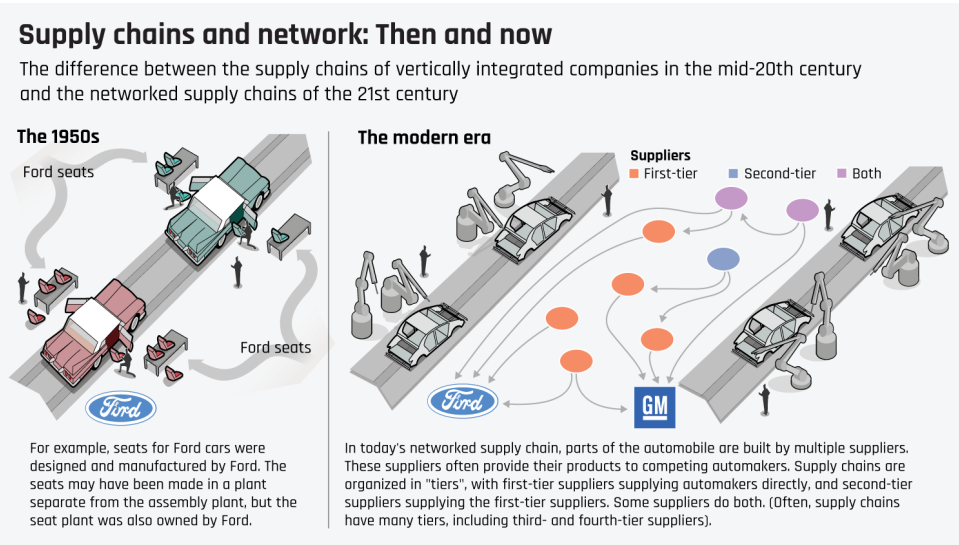 Supply chains and network: Then and now
The difference between the supply chains of vertically integrated companies in the mid-20th century
and the networked supply chains of the 21st century
The 1950s
Ford seats
Ford seats
Ford
For example, seats for Ford cars were
designed and manufactured by Ford. The
seats may have been made in a plant
separate from the assembly plant, but the
seat plant was also owned by Ford.
The modern era
Suppliers
First-tier
Second-tier
Both
Ford
GM
In today's networked supply chain, parts of the automobile are built by multiple suppliers.
These suppliers often provide their products to competing automakers. Supply chains are
organized in "tiers", with first-tier suppliers supplying automakers directly, and second-tier
suppliers supplying the first-tier suppliers. Some suppliers do both. (Often, supply chains
have many tiers, including third- and fourth-tier suppliers).